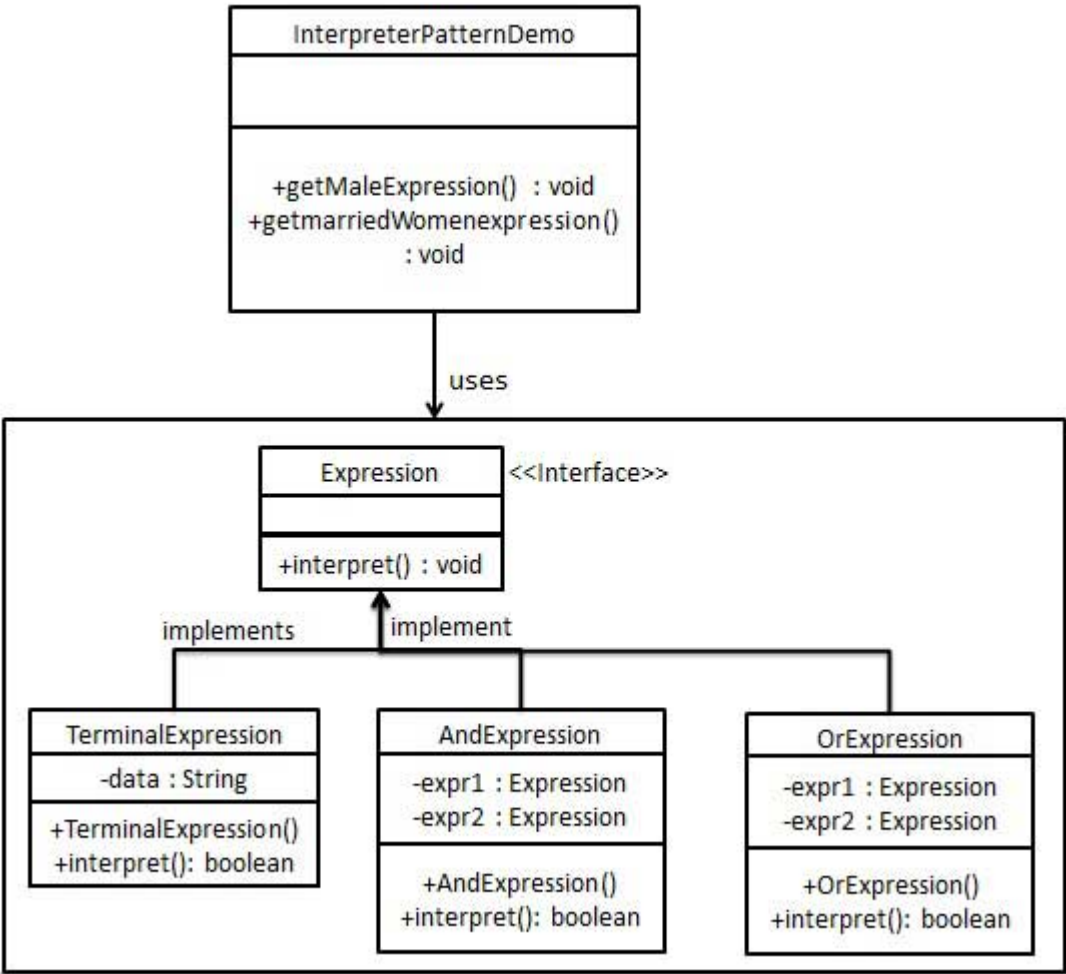 InterpreterPatternDemo
+getMaleExpression() : void
+getmarriedWomenexpression()
: void
uses
Expression
<<Interface>>
+interpret() : void
implements
implement
TerminalExpression
-data : String
+TerminalExpression()
+interpret(): boolean
AndExpression
-expr1 : Expression
-expr2 : Expression
+AndExpression()
+interpret(): boolean
OrExpression
-expr1 : Expression
-expr2 : Expression
+OrExpression()
+interpret(): boolean